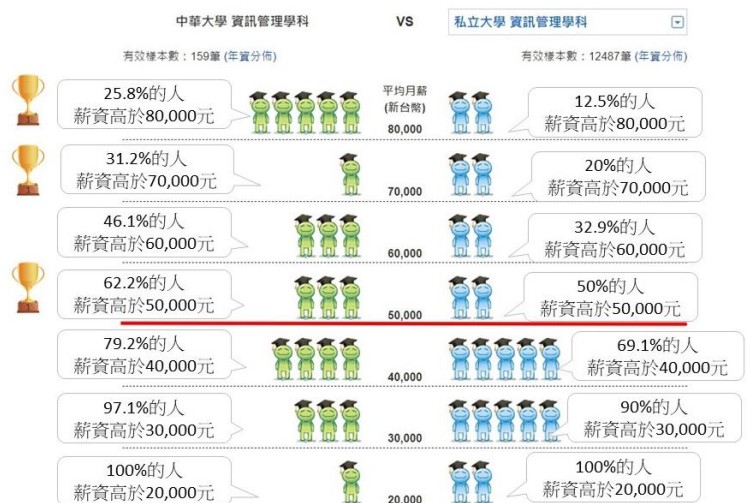 中華大學 資訊管理學科
VS
私立大學 資訊管理學科
有效樣本數：159筆 (年資分佈)
有效樣本數：12487筆 (年資分佈)
平均月薪
(新台幣)
25.8%的人
薪資高於80,000元
80,000
12.5%的人
薪資高於80,000元
31.2%的人
薪資高於70,000元
70,000
20%的人
薪資高於70,000元
46.1%的人
薪資高於60,000元
60,000
32.9%的人
薪資高於60,000元
62.2%的人
薪資高於50,000元
50,000
50%的人
薪資高於50,000元
79.2%的人
薪資高於40,000元
40,000
69.1%的人
薪資高於40,000元
97.1%的人
薪資高於30,000元
30,000
90%的人
薪資高於30,000元
100%的人
薪資高於20,000元
20,000
100%的人
薪資高於20,000元